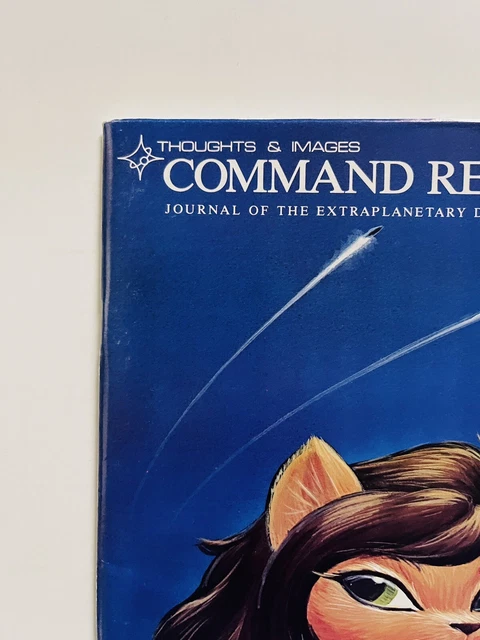 THOUGHTS & IMAGES
COMMAND RE
JOURNAL OF THE EXTRAPLANETARY D